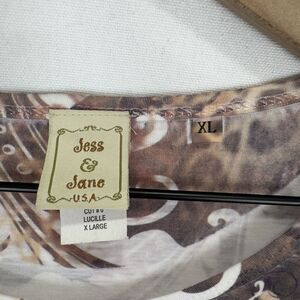 Jess
&
Jane
U.S.A.
XL
LUCILLE
X LARGE